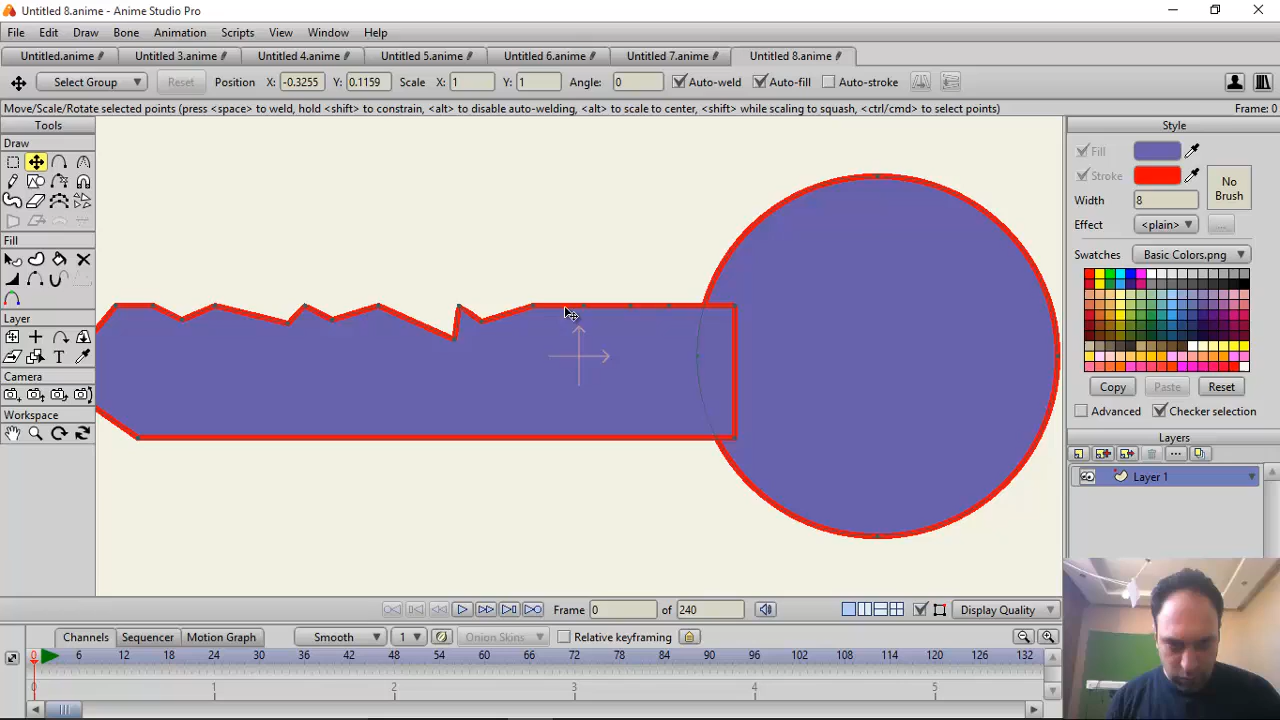 Untitled 8.anime - Anime Studio Pro
File Edit Draw Bone Animation Scripts View Window Help
Untitled.anime Untitled 3.anime Untitled 4.anime Untitled 5.anime Untitled 6.anime Untitled 7.anime Untitled 8.anime
Select Group Reset Position X: -0.3255 Y: 0.1159 Scale X: 1 Y: 1 Angle: 0 Auto-weld Auto-fill Auto-stroke
Move/Scale/Rotate selected points (press <space> to weld, hold <shift> to constrain, <alt> to disable auto-welding, <alt> to scale to center, <shift> while scaling to squash, <ctrl/cmd> to select points) Frame: 0
Tools
Draw
Fill
Layer
Camera
Workspace
Style
Fill
Stroke
No Brush
Width 8
Effect <plain> ...
Swatches Basic Colors.png
Copy Paste Reset
Advanced Checker selection
Layers
Layer 1
Frame 0 of 240 Display Quality
Channels Sequencer Motion Graph Smooth 1 Onion Skins Relative keyframing
0 6 12 18 24 30 36 42 48 54 60 66 72 78 84 90 96 102 108 114 120 126 132
0 1 2 3 4 5